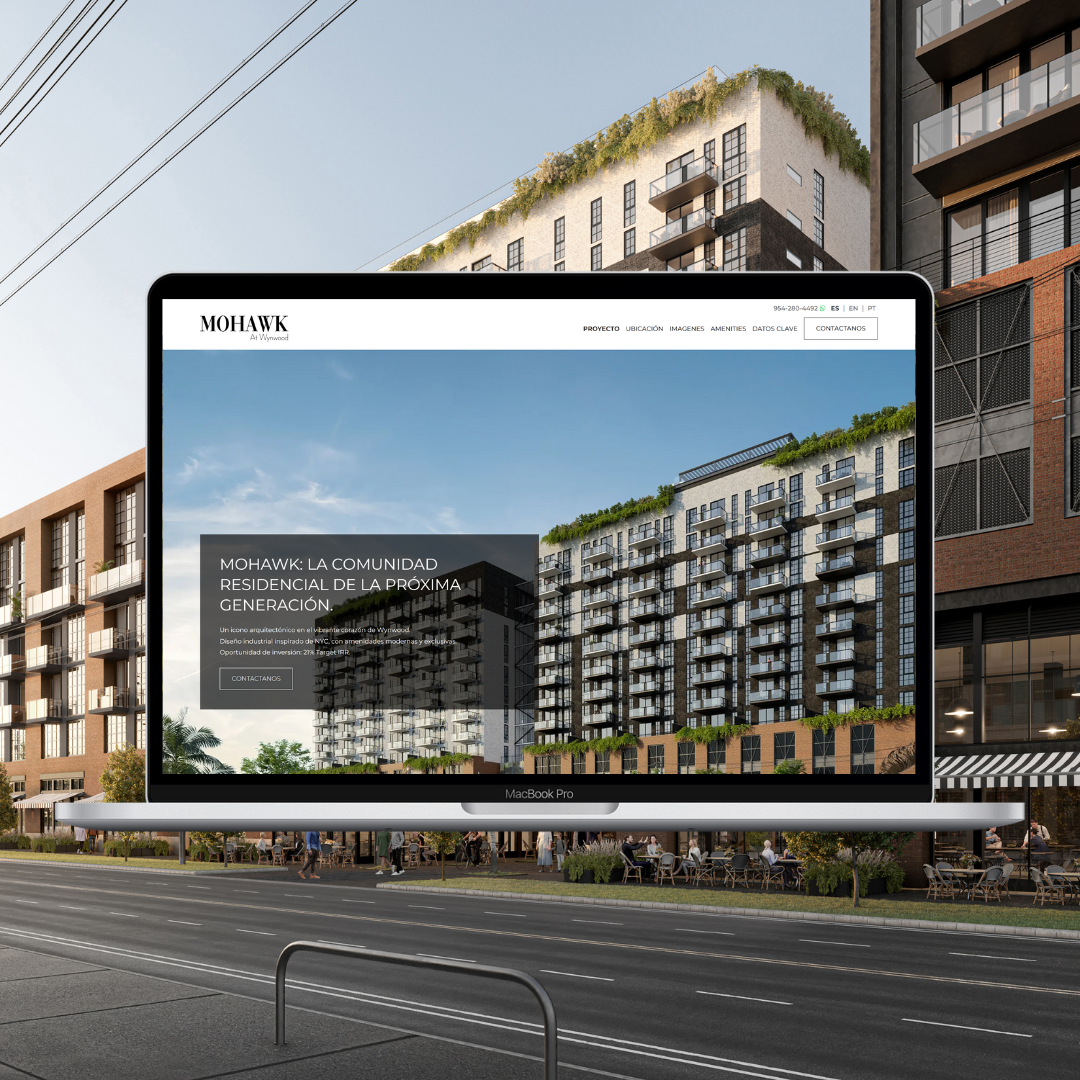 954-280-4492 ES | EN | PT
MOHAWK
At Wynwood
PROYECTO UBICACIÓN IMAGENES AMENITIES DATOS CLAVE CONTACTANOS
MOHAWK: LA COMUNIDAD
RESIDENCIAL DE LA PRÓXIMA
GENERACIÓN.
Un icono arquitectónico en el vibrante corazón de Wynwood.
Diseño industrial inspirado de NYC, con amenidades modernas y exclusivas.
Oportunidad de inversión: 21% Target IRR.
CONTACTANOS
MacBook Pro